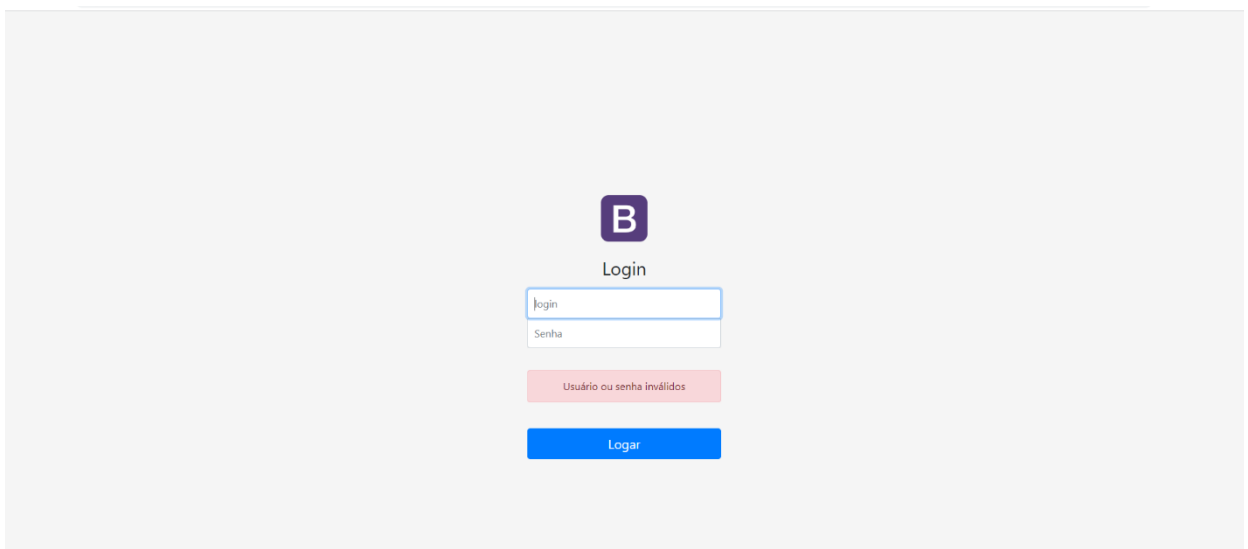 B
Login
login
Senha
Usuário ou senha inválidos
Logar